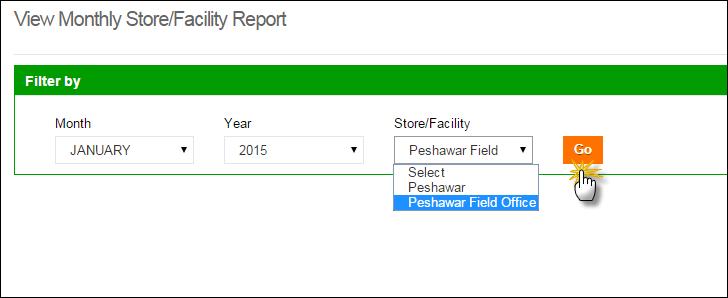 View Monthly Store/Facility Report
Filter by
Month Year Store/Facility
JANUARY 2015 Peshawar Field Go
Select
Peshawar
Peshawar Field Office